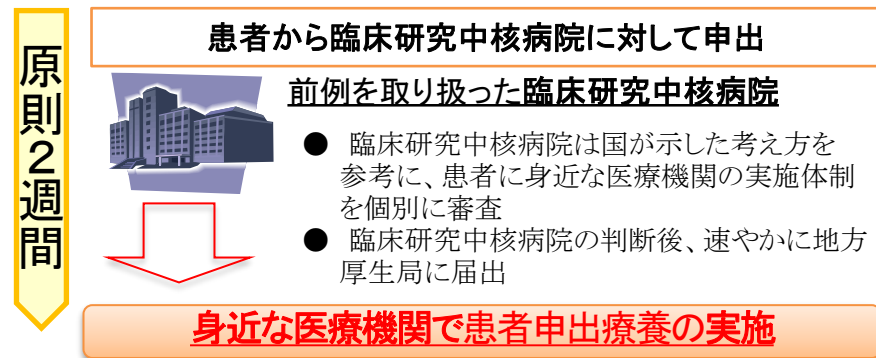 原則2週間
患者から臨床研究中核病院に対して申出
前例を取り扱った臨床研究中核病院
● 臨床研究中核病院は国が示した考え方を
参考に、患者に身近な医療機関の実施体制
を個別に審査
● 臨床研究中核病院の判断後、速やかに地方
厚生局に届出
身近な医療機関で患者申出療養の実施